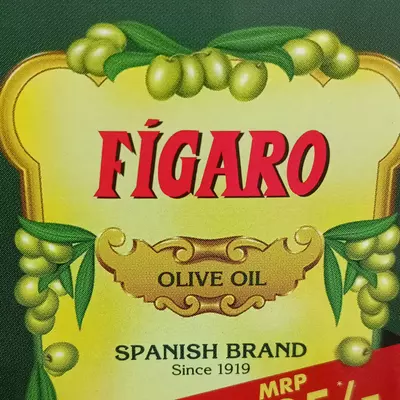 FÍGARO
OLIVE OIL
SPANISH BRAND
Since 1919
MRP